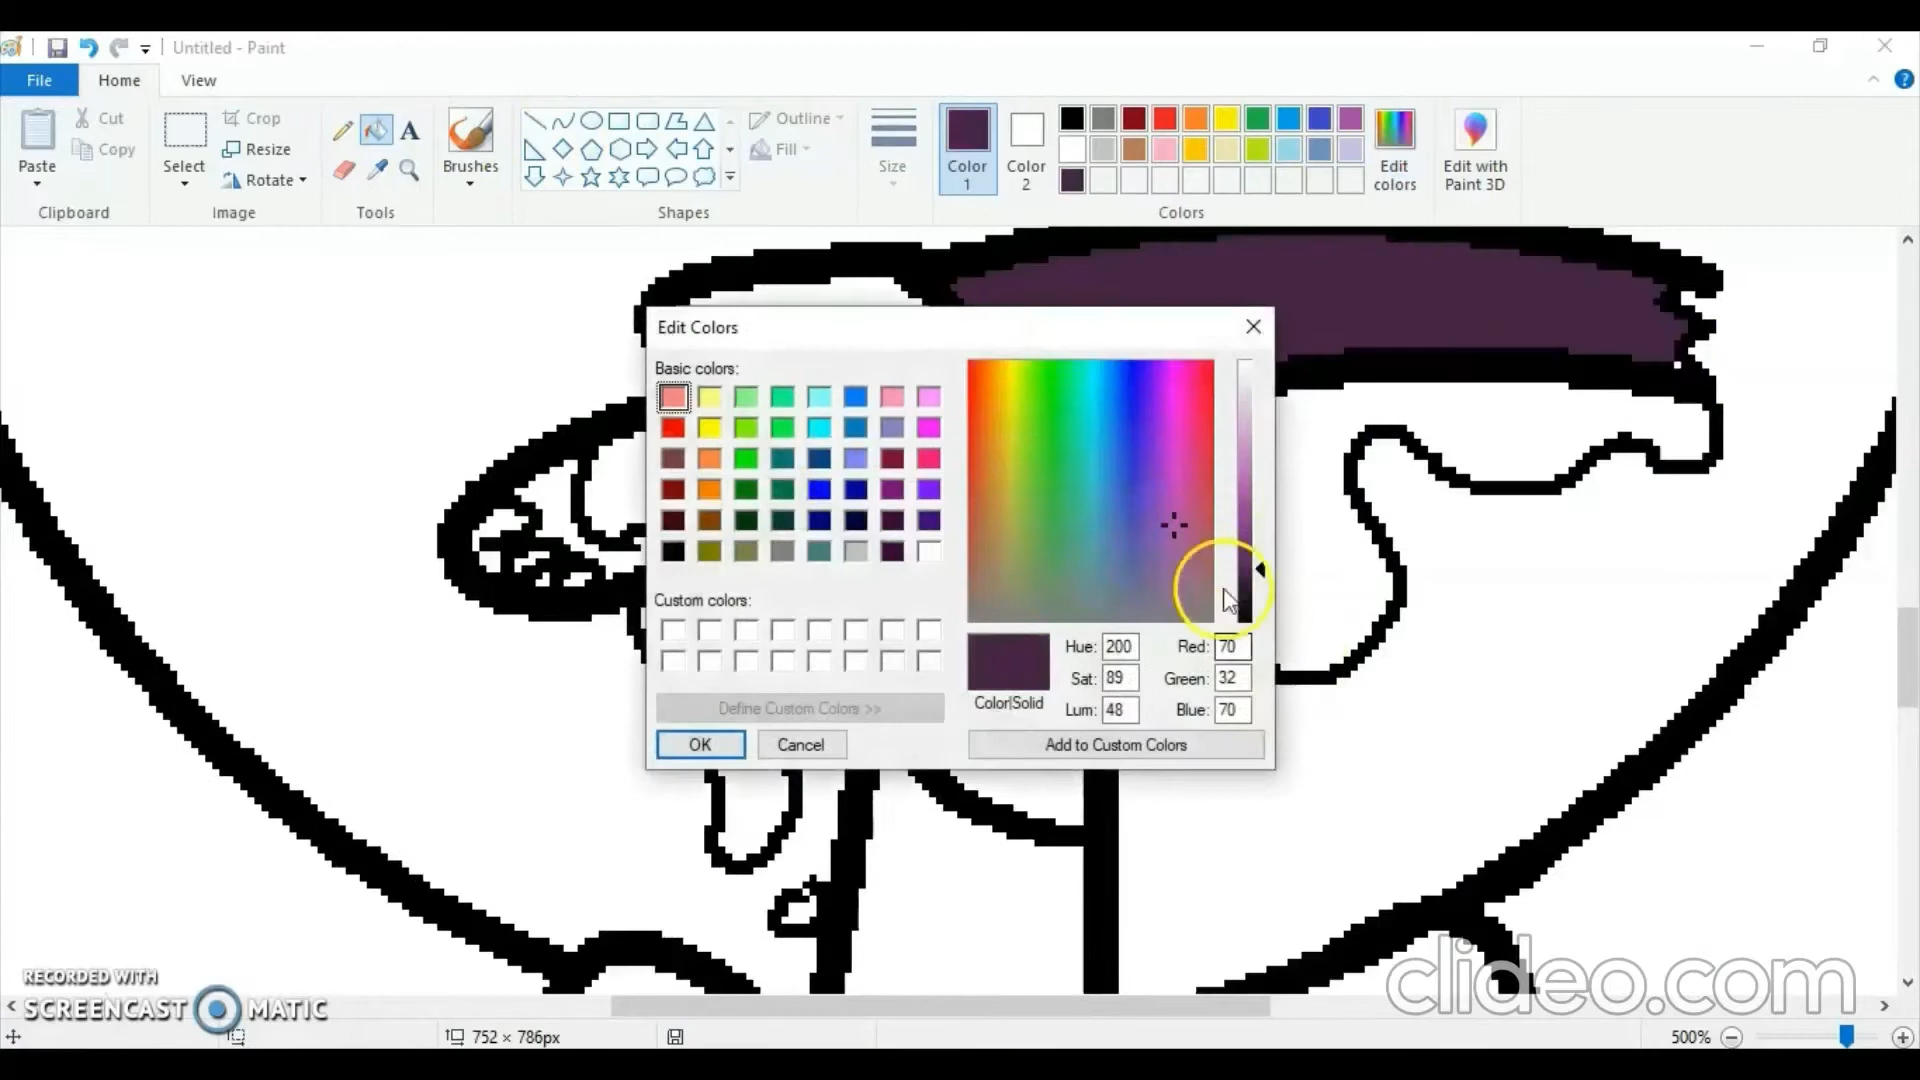 Untitled - Paint
File Home View
Paste
Cut
Copy
Clipboard
Select
Crop
Resize
Rotate
Image
A
Tools
Brushes
Shapes
Outline
Fill
Size
Color 1
Color 2
Colors
Edit colors
Edit with Paint 3D
?
Edit Colors
Basic colors:
Custom colors:
Define Custom Colors >>
OK Cancel
Color|Solid
Hue: 200 Red: 70
Sat: 89 Green: 32
Lum: 48 Blue: 70
Add to Custom Colors
RECORDED WITH
SCREENCAST MATIC
clideo.com
752 × 786px
500%